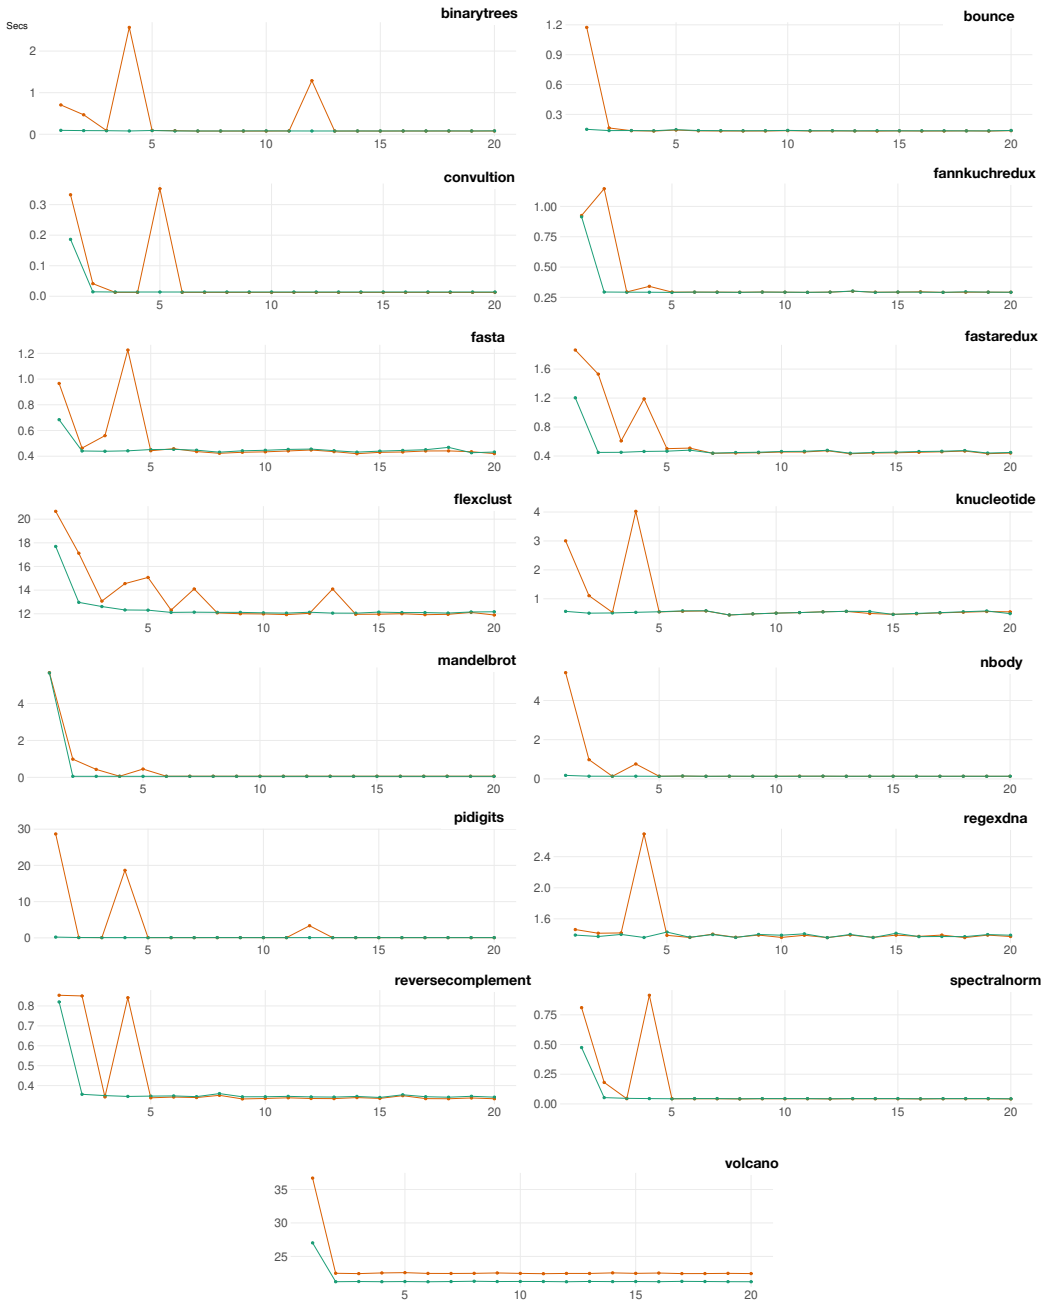 binarytrees
Secs
2
1
0
5 10 15 20
bounce
1.2
0.9
0.6
0.3
5 10 15 20
convultion
0.3
0.2
0.1
0.0
5 10 15 20
fannkuchredux
1.00
0.75
0.50
0.25
5 10 15 20
fasta
1.2
1.0
0.8
0.6
0.4
5 10 15 20
fastaredux
1.6
1.2
0.8
0.4
5 10 15 20
flexclust
20
18
16
14
12
5 10 15 20
knucleotide
4
3
2
1
5 10 15 20
mandelbrot
4
2
0
5 10 15 20
nbody
4
2
0
5 10 15 20
pidigits
30
20
10
0
5 10 15 20
regexdna
2.4
2.0
1.6
5 10 15 20
reversecomplement
0.8
0.7
0.6
0.5
0.4
5 10 15 20
spectralnorm
0.75
0.50
0.25
0.00
5 10 15 20
volcano
35
30
25
5 10 15 20